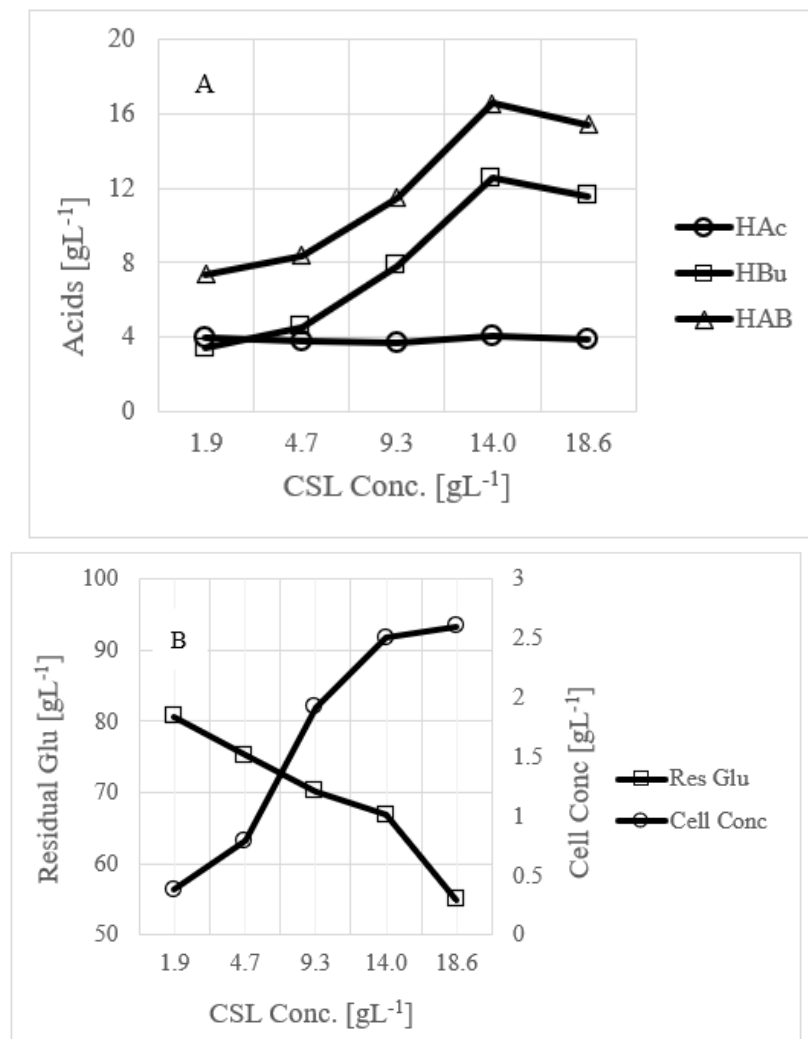 20
A
16
12
8
4
0
Acids [gL⁻¹]
1.9 4.7 9.3 14.0 18.6
CSL Conc. [gL⁻¹]
HAc
HBu
HAB
100
B
90
80
70
60
50
Residual Glu [gL⁻¹]
3
2.5
2
1.5
1
0.5
0
Cell Conc [gL⁻¹]
1.9 4.7 9.3 14.0 18.6
CSL Conc. [gL⁻¹]
Res Glu
Cell Conc